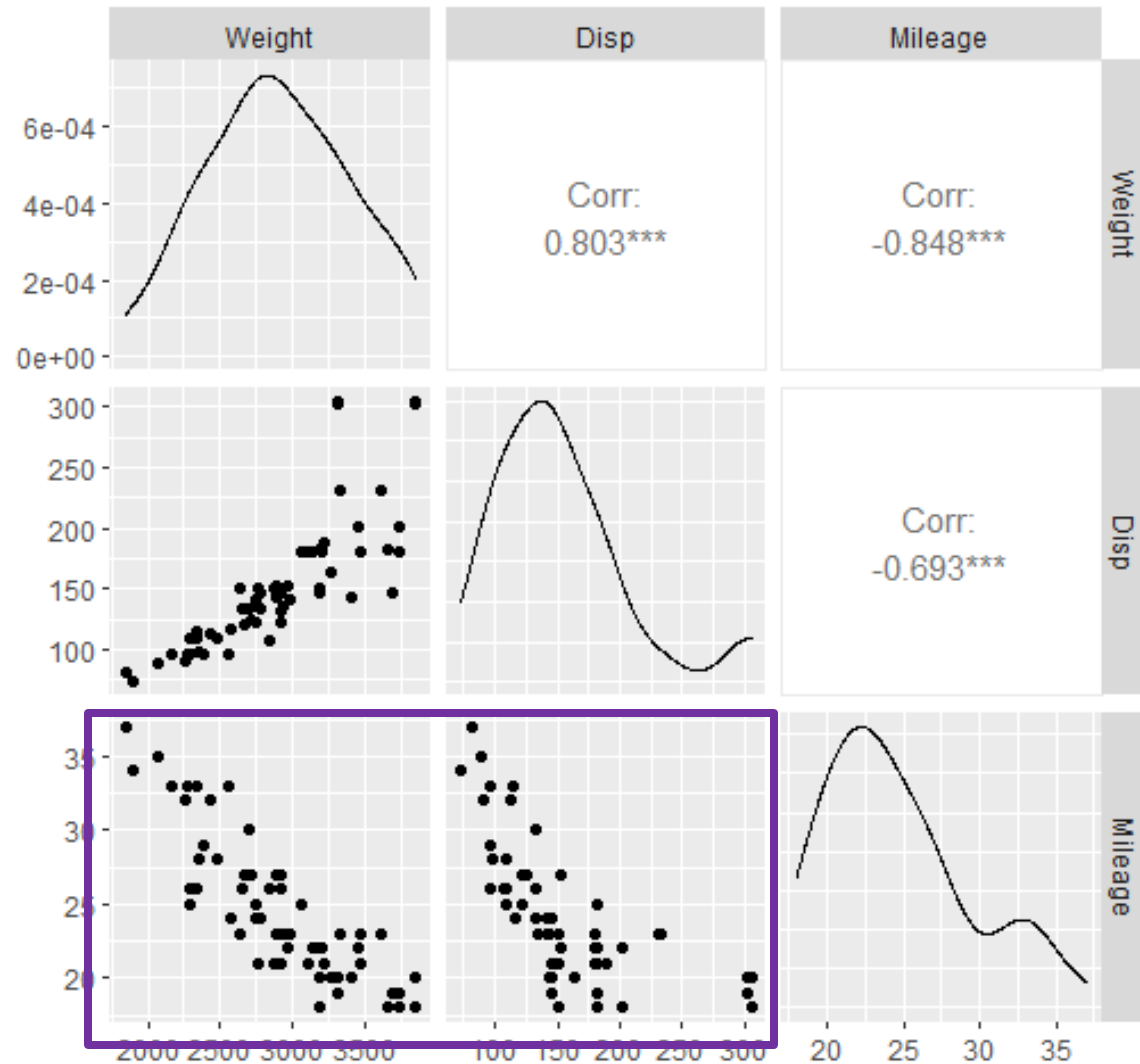 Weight Disp Mileage
6e-04
4e-04
2e-04
0e+00
Corr:
0.803***
Corr:
-0.848***
Weight
300
250
200
150
100
Corr:
-0.693***
Disp
35
30
25
20
Mileage
2000 2500 3000 3500 100 150 200 250 300 20 25 30 35